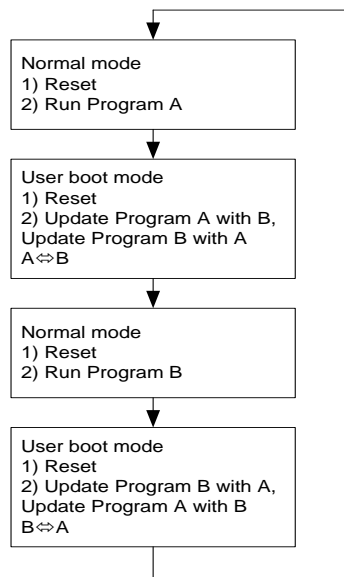 Normal mode
1) Reset
2) Run Program A
User boot mode
1) Reset
2) Update Program A with B,
Update Program B with A
A⇔B
Normal mode
1) Reset
2) Run Program B
User boot mode
1) Reset
2) Update Program B with A,
Update Program A with B
B⇔A